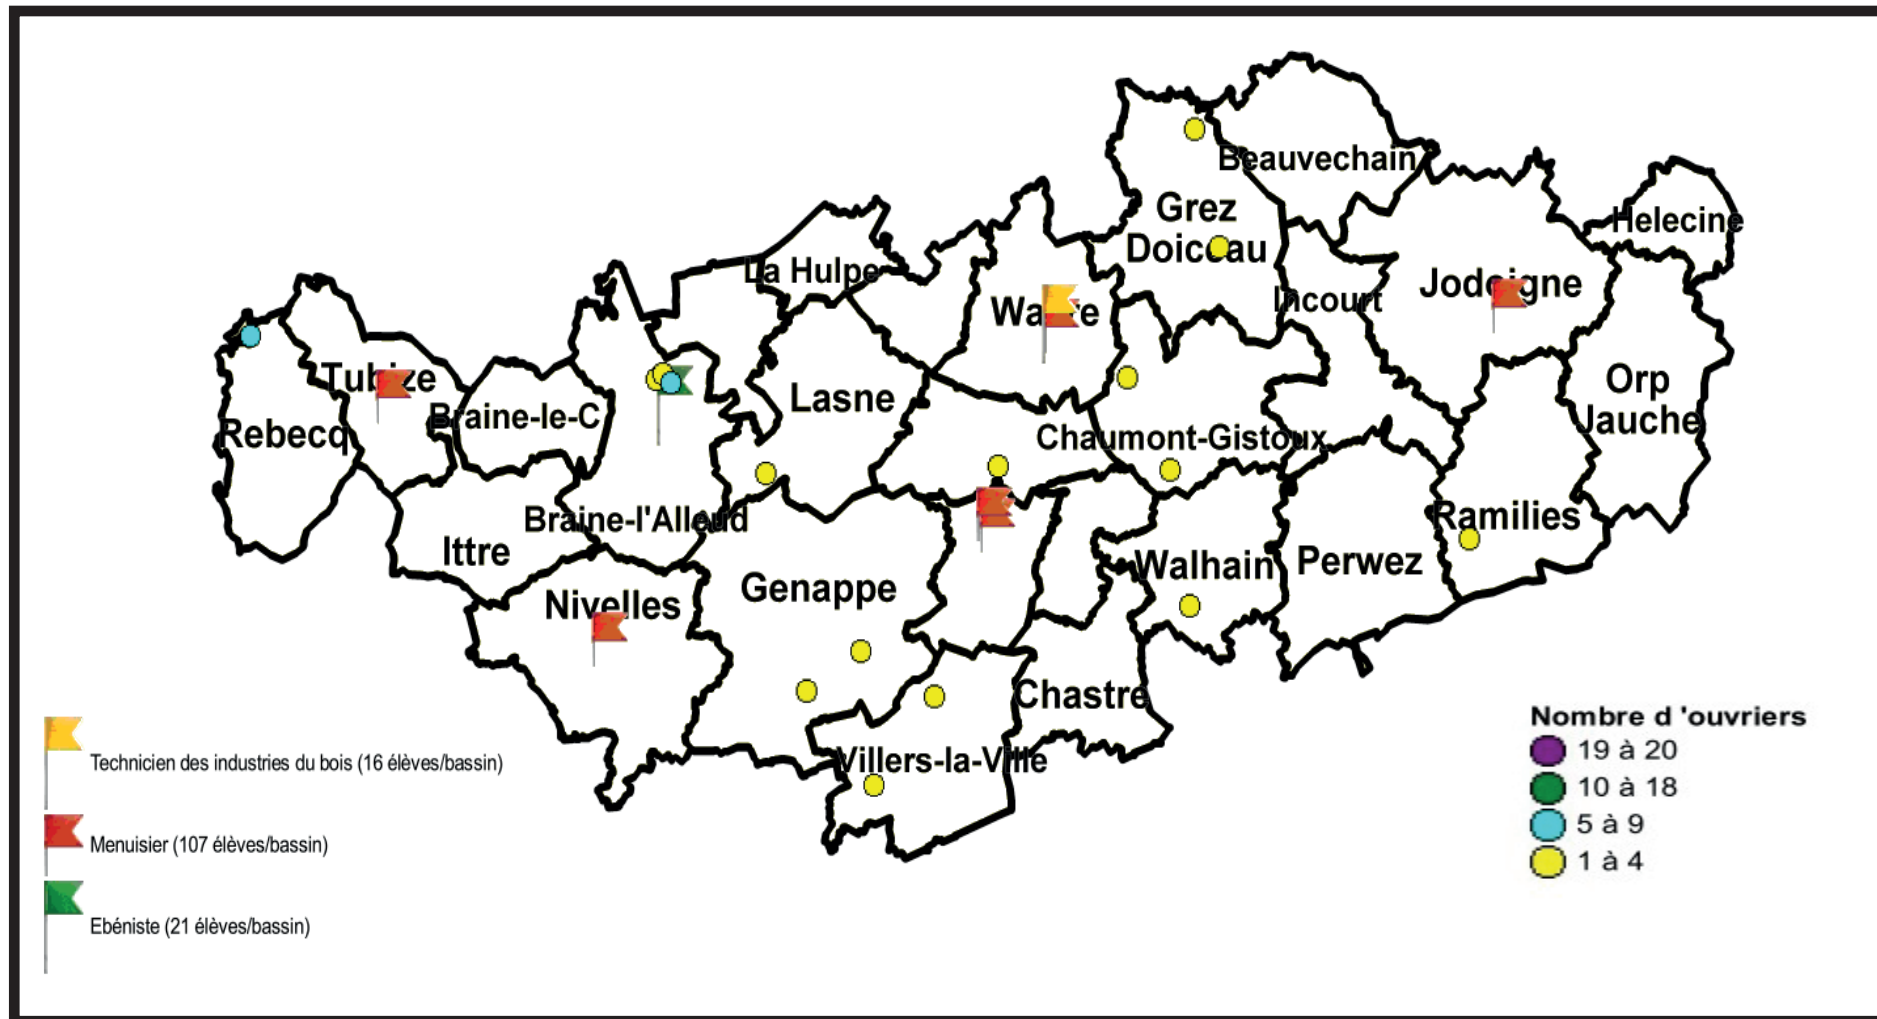 Beauvechain
Grez
Doiceau
Helecine
La Hulpe
Jodoigne
Incourt
Wavre
Tubize
Orp
Jauche
Lasne
Braine-le-C
Rebecq
Chaumont-Gistoux
Braine-l'Alleud
Ramilies
Ittre
Walhain
Perwez
Genappe
Nivelles
Chastre
Villers-la-Ville
Technicien des industries du bois (16 élèves/bassin)
Menuisier (107 élèves/bassin)
Ebéniste (21 élèves/bassin)
Nombre d 'ouvriers
19 à 20
10 à 18
5 à 9
1 à 4